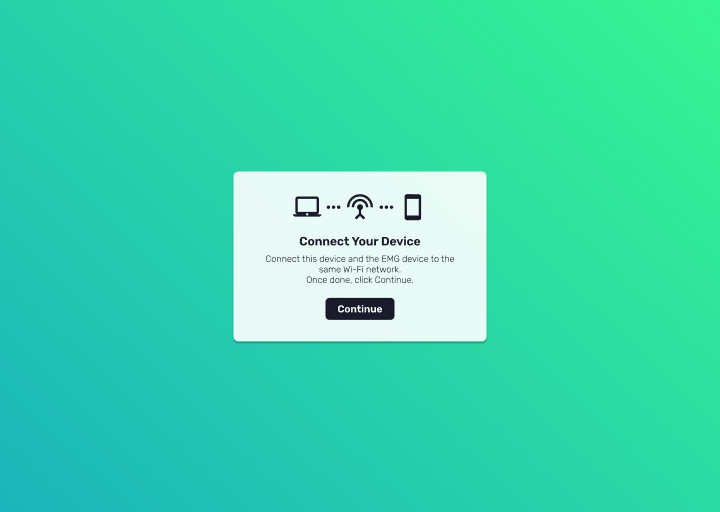 Connect Your Device
Connect this device and the EMG device to the
same Wi-Fi network.
Once done, click Continue.
Continue